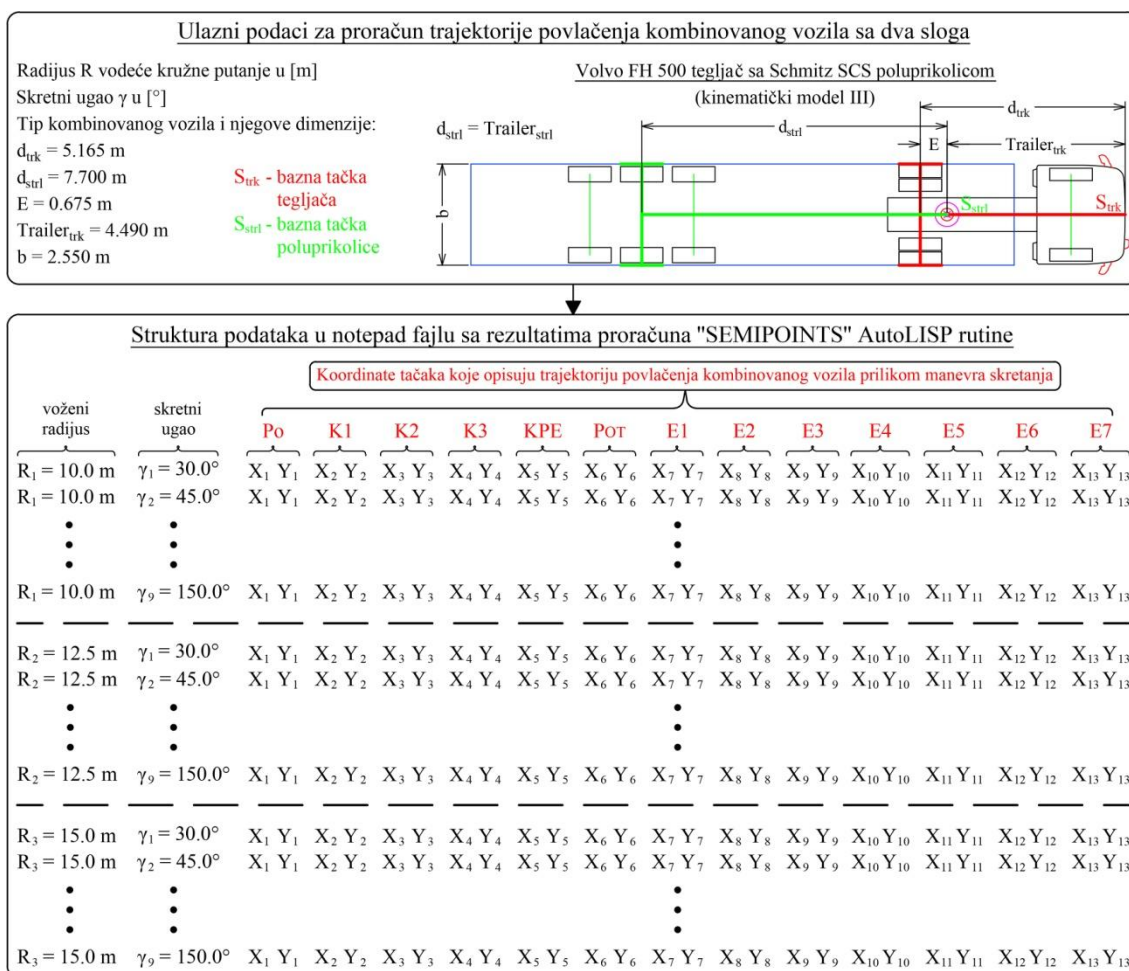 Ulazni podaci za proračun trajektorije povlačenja kombinovanog vozila sa dva sloga
Radijus R vodeće kružne putanje u [m]
Skretni ugao γ u [°]
Tip kombinovanog vozila i njegove dimenzije:
d_trk = 5.165 m
d_strl = 7.700 m
E = 0.675 m
Trailer_trk = 4.490 m
b = 2.550 m
S_trk - bazna tačka
tegljača
S_strl - bazna tačka
poluprikolice
Volvo FH 500 tegljač sa Schmitz SCS poluprikolicom
(kinematički model III)
d_strl = Trailer_strl
d_trk
d_strl
E
Trailer_trk
b
S_strl
S_trk
Struktura podataka u notepad fajlu sa rezultatima proračuna "SEMIPOINTS" AutoLISP rutine
Koordinate tačaka koje opisuju trajektoriju povlačenja kombinovanog vozila prilikom manevra skretanja
voženi
radijus
skretni
ugao
Po K1 K2 K3 KPE POT E1 E2 E3 E4 E5 E6 E7
R₁ = 10.0 m γ₁ = 30.0° X₁ Y₁ X₂ Y₂ X₃ Y₃ X₄ Y₄ X₅ Y₅ X₆ Y₆ X₇ Y₇ X₈ Y₈ X₉ Y₉ X₁₀ Y₁₀ X₁₁ Y₁₁ X₁₂ Y₁₂ X₁₃ Y₁₃
R₁ = 10.0 m γ₂ = 45.0° X₁ Y₁ X₂ Y₂ X₃ Y₃ X₄ Y₄ X₅ Y₅ X₆ Y₆ X₇ Y₇ X₈ Y₈ X₉ Y₉ X₁₀ Y₁₀ X₁₁ Y₁₁ X₁₂ Y₁₂ X₁₃ Y₁₃
R₁ = 10.0 m γ₉ = 150.0° X₁ Y₁ X₂ Y₂ X₃ Y₃ X₄ Y₄ X₅ Y₅ X₆ Y₆ X₇ Y₇ X₈ Y₈ X₉ Y₉ X₁₀ Y₁₀ X₁₁ Y₁₁ X₁₂ Y₁₂ X₁₃ Y₁₃
R₂ = 12.5 m γ₁ = 30.0° X₁ Y₁ X₂ Y₂ X₃ Y₃ X₄ Y₄ X₅ Y₅ X₆ Y₆ X₇ Y₇ X₈ Y₈ X₉ Y₉ X₁₀ Y₁₀ X₁₁ Y₁₁ X₁₂ Y₁₂ X₁₃ Y₁₃
R₂ = 12.5 m γ₂ = 45.0° X₁ Y₁ X₂ Y₂ X₃ Y₃ X₄ Y₄ X₅ Y₅ X₆ Y₆ X₇ Y₇ X₈ Y₈ X₉ Y₉ X₁₀ Y₁₀ X₁₁ Y₁₁ X₁₂ Y₁₂ X₁₃ Y₁₃
R₂ = 12.5 m γ₉ = 150.0° X₁ Y₁ X₂ Y₂ X₃ Y₃ X₄ Y₄ X₅ Y₅ X₆ Y₆ X₇ Y₇ X₈ Y₈ X₉ Y₉ X₁₀ Y₁₀ X₁₁ Y₁₁ X₁₂ Y₁₂ X₁₃ Y₁₃
R₃ = 15.0 m γ₁ = 30.0° X₁ Y₁ X₂ Y₂ X₃ Y₃ X₄ Y₄ X₅ Y₅ X₆ Y₆ X₇ Y₇ X₈ Y₈ X₉ Y₉ X₁₀ Y₁₀ X₁₁ Y₁₁ X₁₂ Y₁₂ X₁₃ Y₁₃
R₃ = 15.0 m γ₂ = 45.0° X₁ Y₁ X₂ Y₂ X₃ Y₃ X₄ Y₄ X₅ Y₅ X₆ Y₆ X₇ Y₇ X₈ Y₈ X₉ Y₉ X₁₀ Y₁₀ X₁₁ Y₁₁ X₁₂ Y₁₂ X₁₃ Y₁₃
R₃ = 15.0 m γ₉ = 150.0° X₁ Y₁ X₂ Y₂ X₃ Y₃ X₄ Y₄ X₅ Y₅ X₆ Y₆ X₇ Y₇ X₈ Y₈ X₉ Y₉ X₁₀ Y₁₀ X₁₁ Y₁₁ X₁₂ Y₁₂ X₁₃ Y₁₃